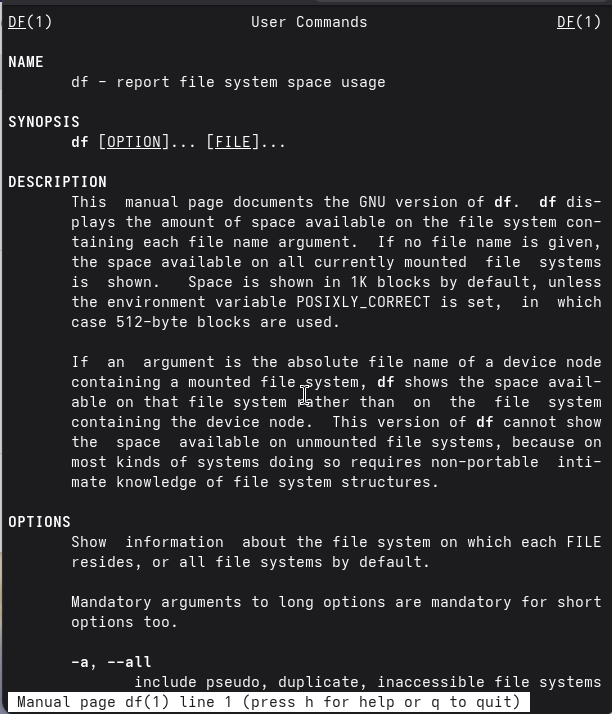 DF(1) User Commands DF(1)
NAME
df - report file system space usage
SYNOPSIS
df [OPTION]... [FILE]...
DESCRIPTION
This manual page documents the GNU version of df. df dis-
plays the amount of space available on the file system con-
taining each file name argument. If no file name is given,
the space available on all currently mounted file systems
is shown. Space is shown in 1K blocks by default, unless
the environment variable POSIXLY_CORRECT is set, in which
case 512-byte blocks are used.
If an argument is the absolute file name of a device node
containing a mounted file system, df shows the space avail-
able on that file system rather than on the file system
containing the device node. This version of df cannot show
the space available on unmounted file systems, because on
most kinds of systems doing so requires non-portable inti-
mate knowledge of file system structures.
OPTIONS
Show information about the file system on which each FILE
resides, or all file systems by default.
Mandatory arguments to long options are mandatory for short
options too.
-a, --all
include pseudo, duplicate, inaccessible file systems
Manual page df(1) line 1 (press h for help or q to quit)